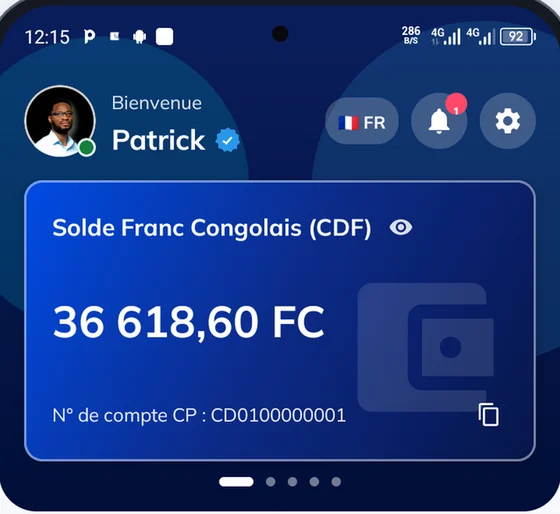 12:15
286 B/S 4G 4G 92
Bienvenue
Patrick
FR
1
Solde Franc Congolais (CDF)
36 618,60 FC
N° de compte CP : CD0100000001